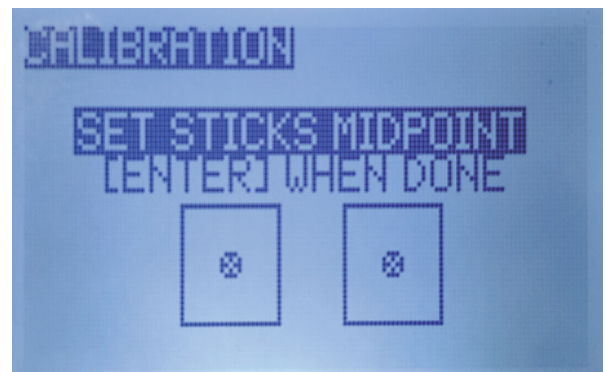 CALIBRATION
SET STICKS MIDPOINT
[ENTER] WHEN DONE